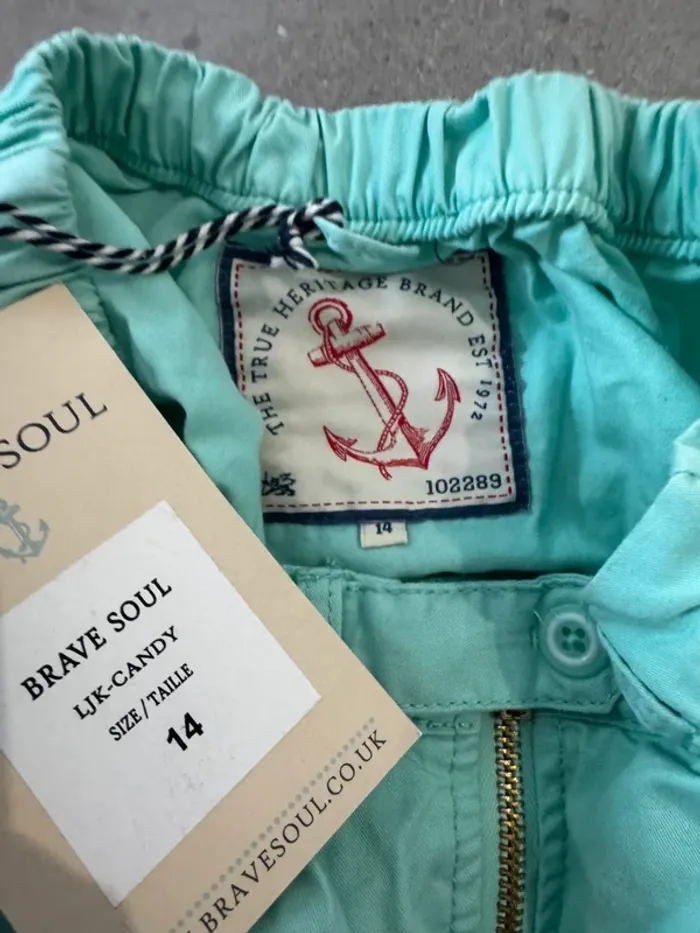 THE TRUE HERITAGE BRAND EST 1972
102289
14
SOUL
BRAVE SOUL
LJK-CANDY
SIZE/TAILLE
14
BRAVESOUL.CO.UK